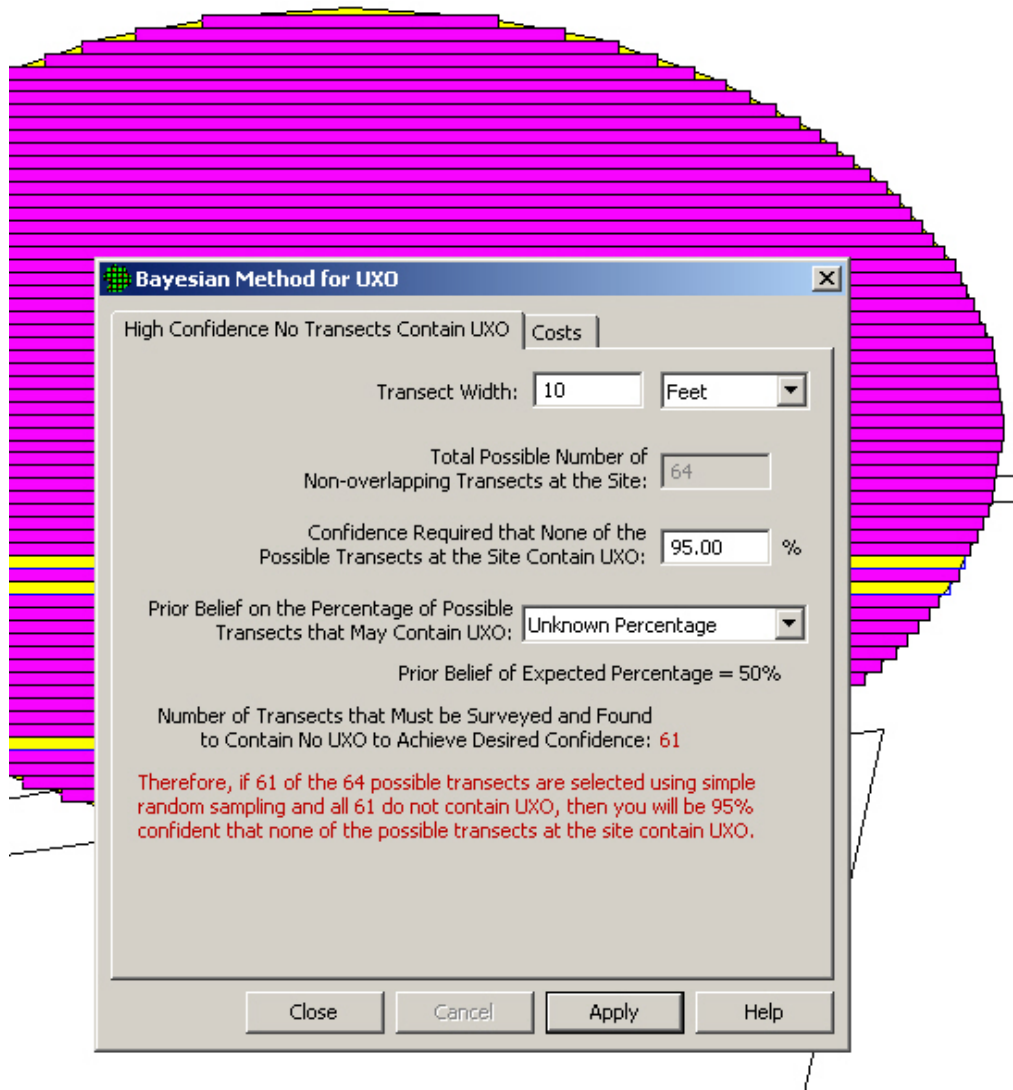 Bayesian Method for UXO
High Confidence No Transects Contain UXO
Costs
Transect Width: 10 Feet
Total Possible Number of
Non-overlapping Transects at the Site: 64
Confidence Required that None of the
Possible Transects at the Site Contain UXO: 95.00 %
Prior Belief on the Percentage of Possible
Transects that May Contain UXO: Unknown Percentage
Prior Belief of Expected Percentage = 50%
Number of Transects that Must be Surveyed and Found
to Contain No UXO to Achieve Desired Confidence: 61
Therefore, if 61 of the 64 possible transects are selected using simple
random sampling and all 61 do not contain UXO, then you will be 95%
confident that none of the possible transects at the site contain UXO.
Close Cancel Apply Help